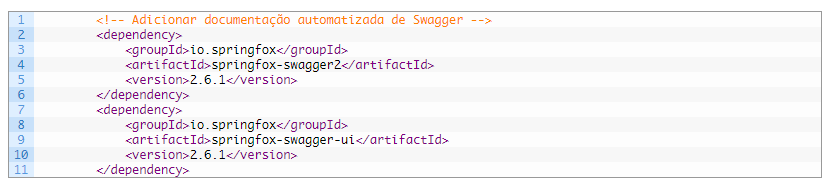 1 <!-- Adicionar documentação automatizada de Swagger -->
2 <dependency>
3 <groupId>io.springfox</groupId>
4 <artifactId>springfox-swagger2</artifactId>
5 <version>2.6.1</version>
6 </dependency>
7 <dependency>
8 <groupId>io.springfox</groupId>
9 <artifactId>springfox-swagger-ui</artifactId>
10 <version>2.6.1</version>
11 </dependency>